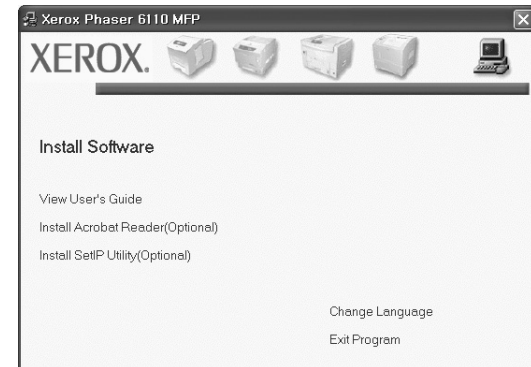 Xerox Phaser 6110 MFP
XEROX.
Install Software
View User's Guide
Install Acrobat Reader(Optional)
Install SetIP Utility(Optional)
Change Language
Exit Program